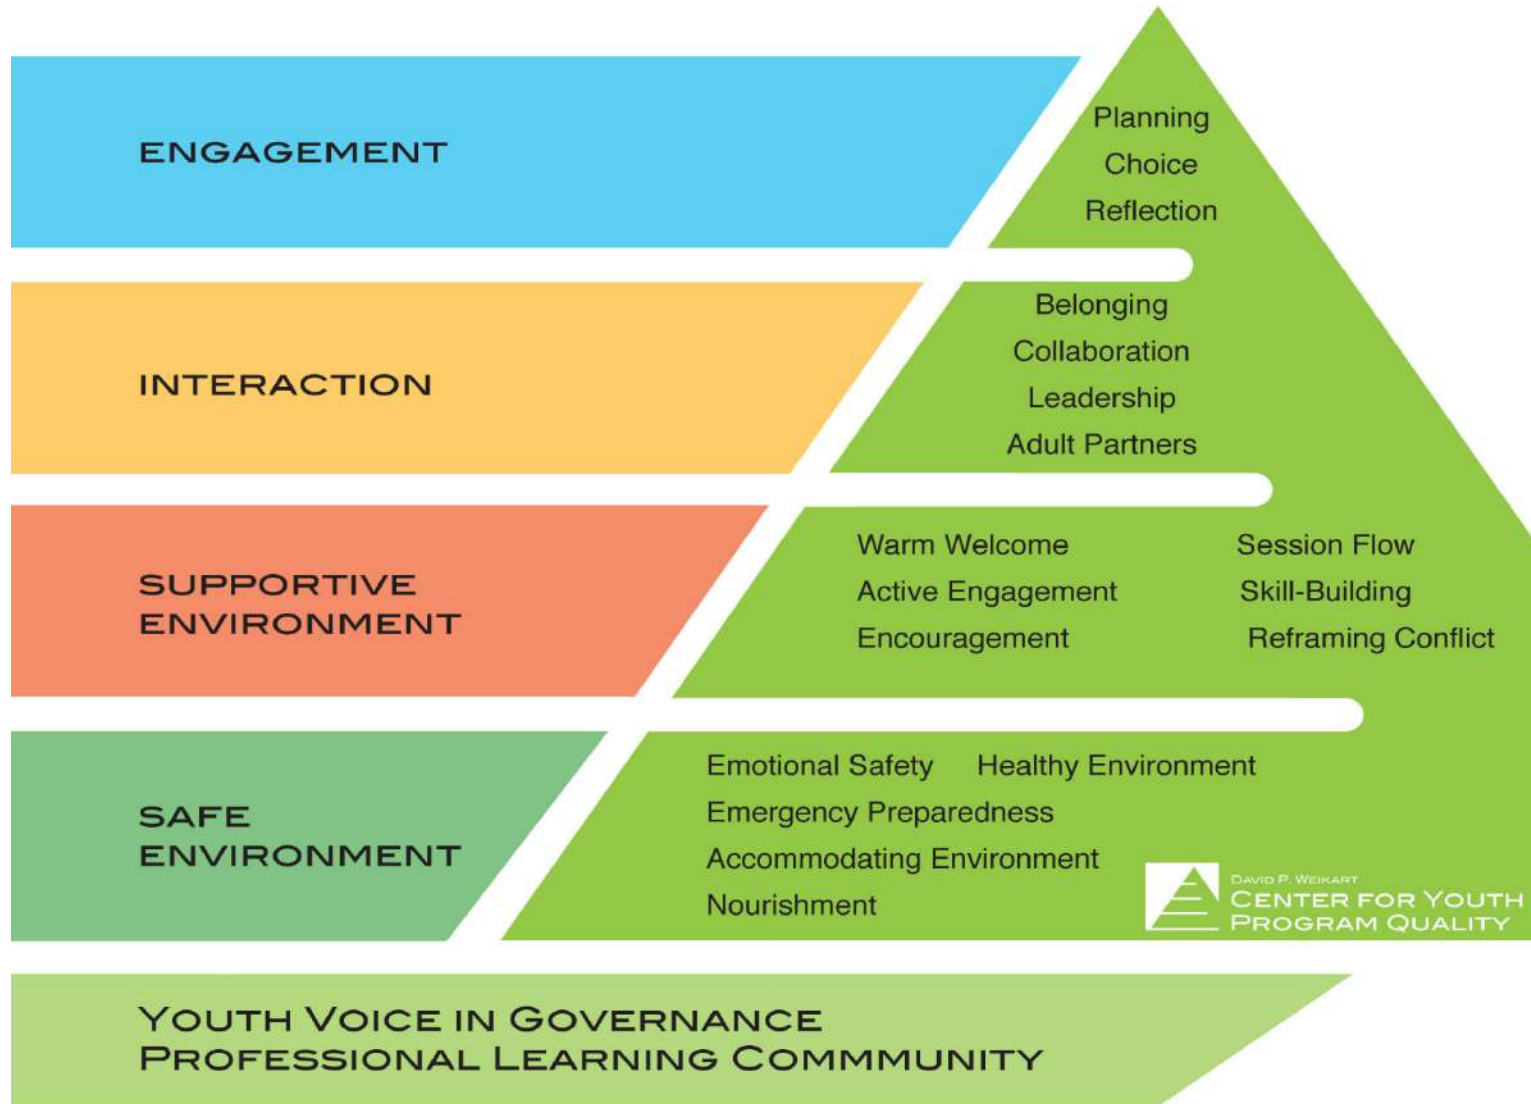 ENGAGEMENT
Planning
Choice
Reflection
INTERACTION
Belonging
Collaboration
Leadership
Adult Partners
SUPPORTIVE
ENVIRONMENT
Warm Welcome
Active Engagement
Encouragement
Session Flow
Skill-Building
Reframing Conflict
SAFE
ENVIRONMENT
Emotional Safety Healthy Environment
Emergency Preparedness
Accommodating Environment
Nourishment
DAVID P. WEIKART
CENTER FOR YOUTH
PROGRAM QUALITY
YOUTH VOICE IN GOVERNANCE
PROFESSIONAL LEARNING COMMMUNITY